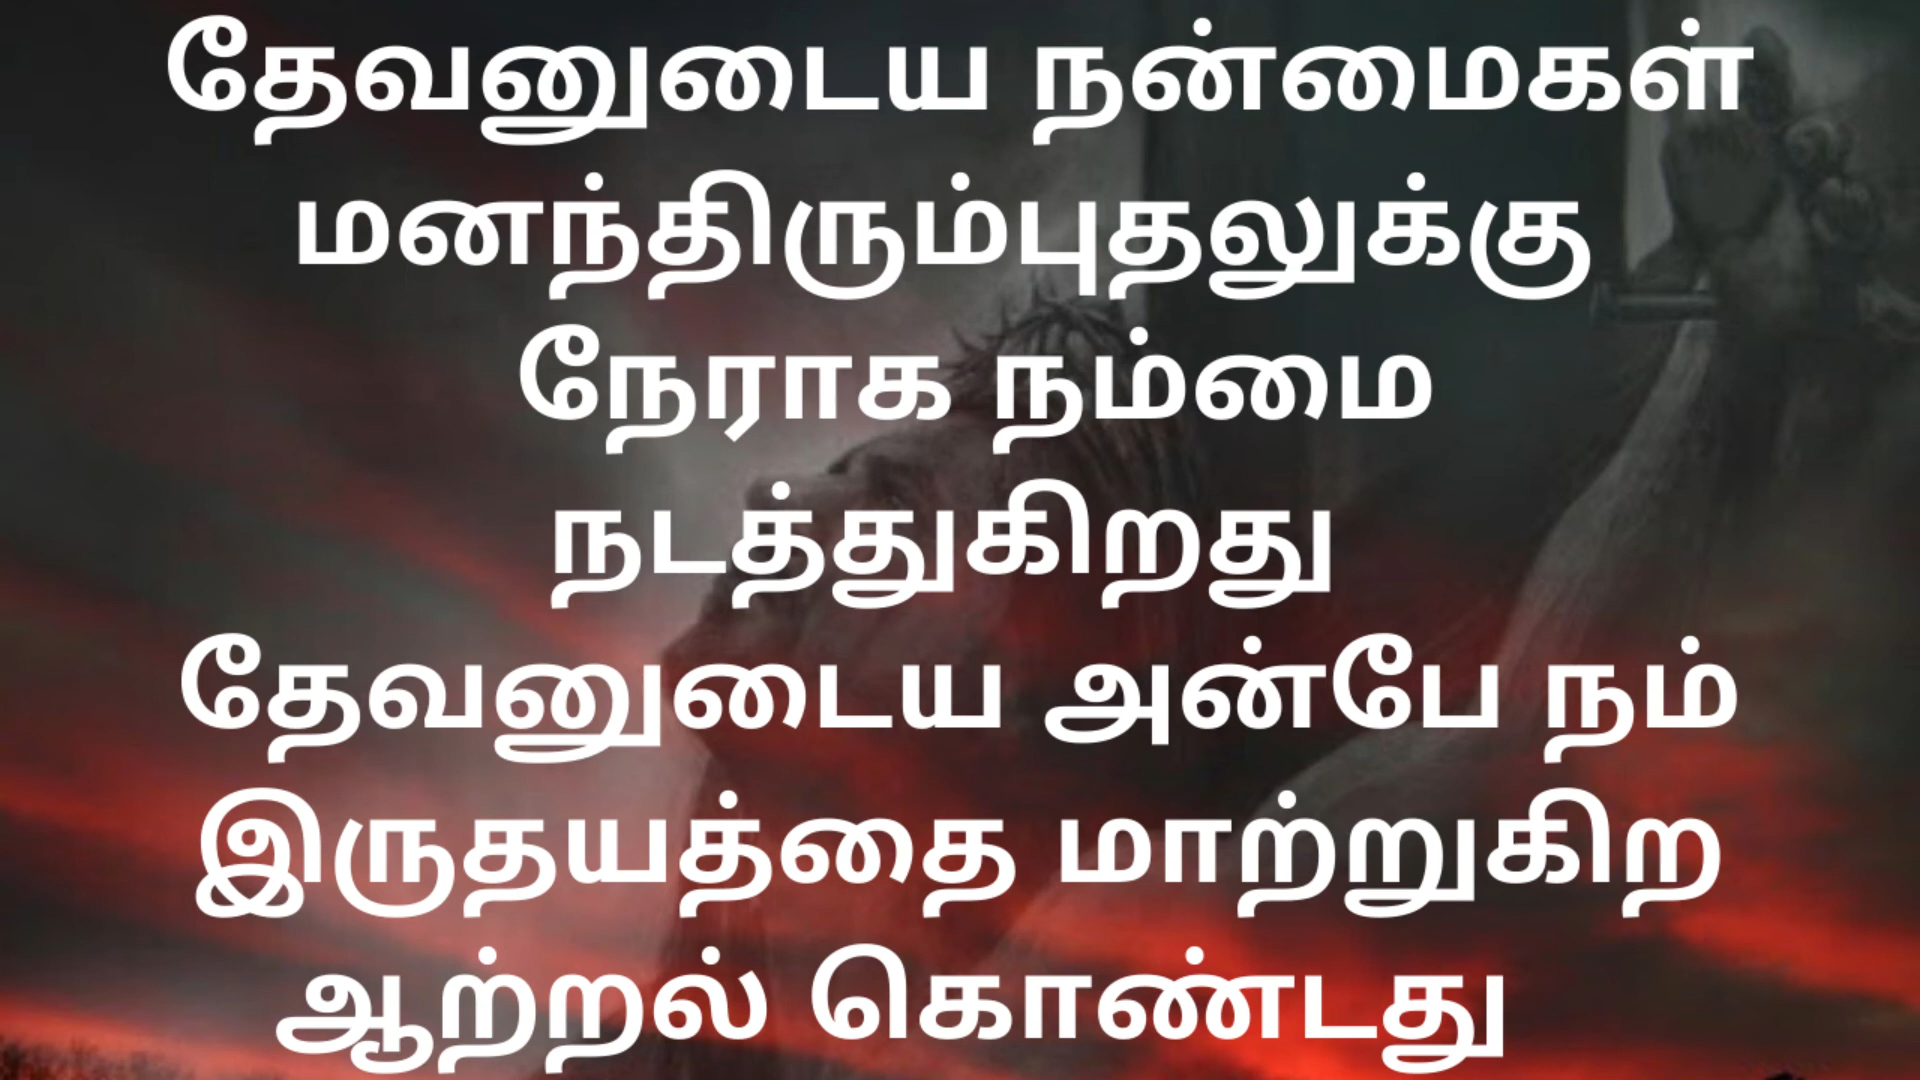 தேவனுடைய நன்மைகள்
மனந்திரும்புதலுக்கு
நேராக நம்மை
நடத்துகிறது
தேவனுடைய அன்பே நம்
இருதயத்தை மாற்றுகிற
ஆற்றல் கொண்டது